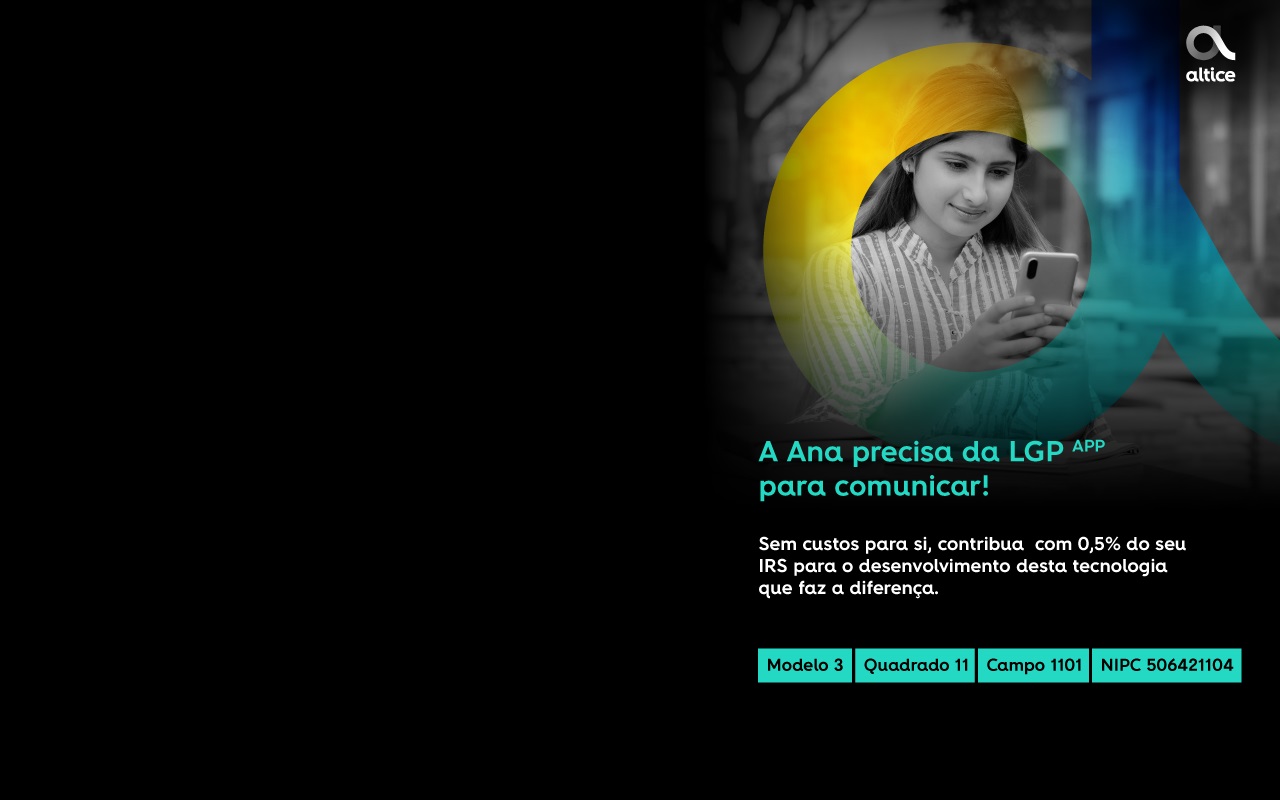 altice
A Ana precisa da LGP APP
para comunicar!
Sem custos para si, contribua com 0,5% do seu
IRS para o desenvolvimento desta tecnologia
que faz a diferença.
Modelo 3 Quadrado 11 Campo 1101 NIPC 506421104